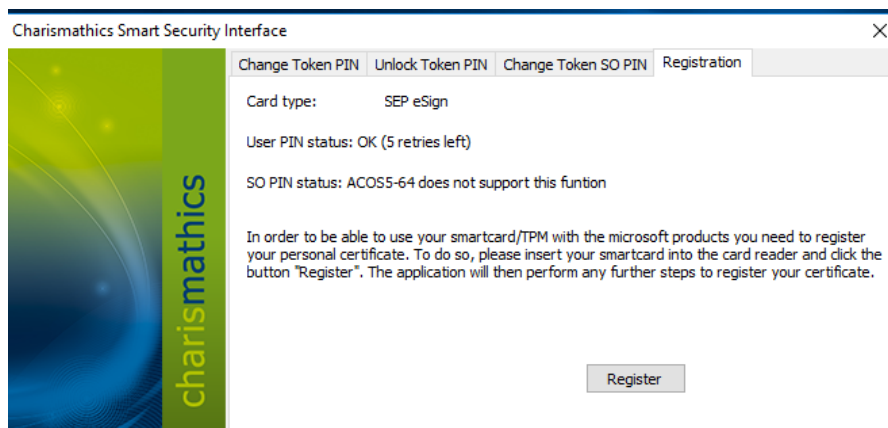 Charismathics Smart Security Interface
Change Token PIN Unlock Token PIN Change Token SO PIN Registration
Card type: SEP eSign
User PIN status: OK (5 retries left)
SO PIN status: ACOS5-64 does not support this funtion
In order to be able to use your smartcard/TPM with the microsoft products you need to register
your personal certificate. To do so, please insert your smartcard into the card reader and click the
button "Register". The application will then perform any further steps to register your certificate.
Register
charismathics